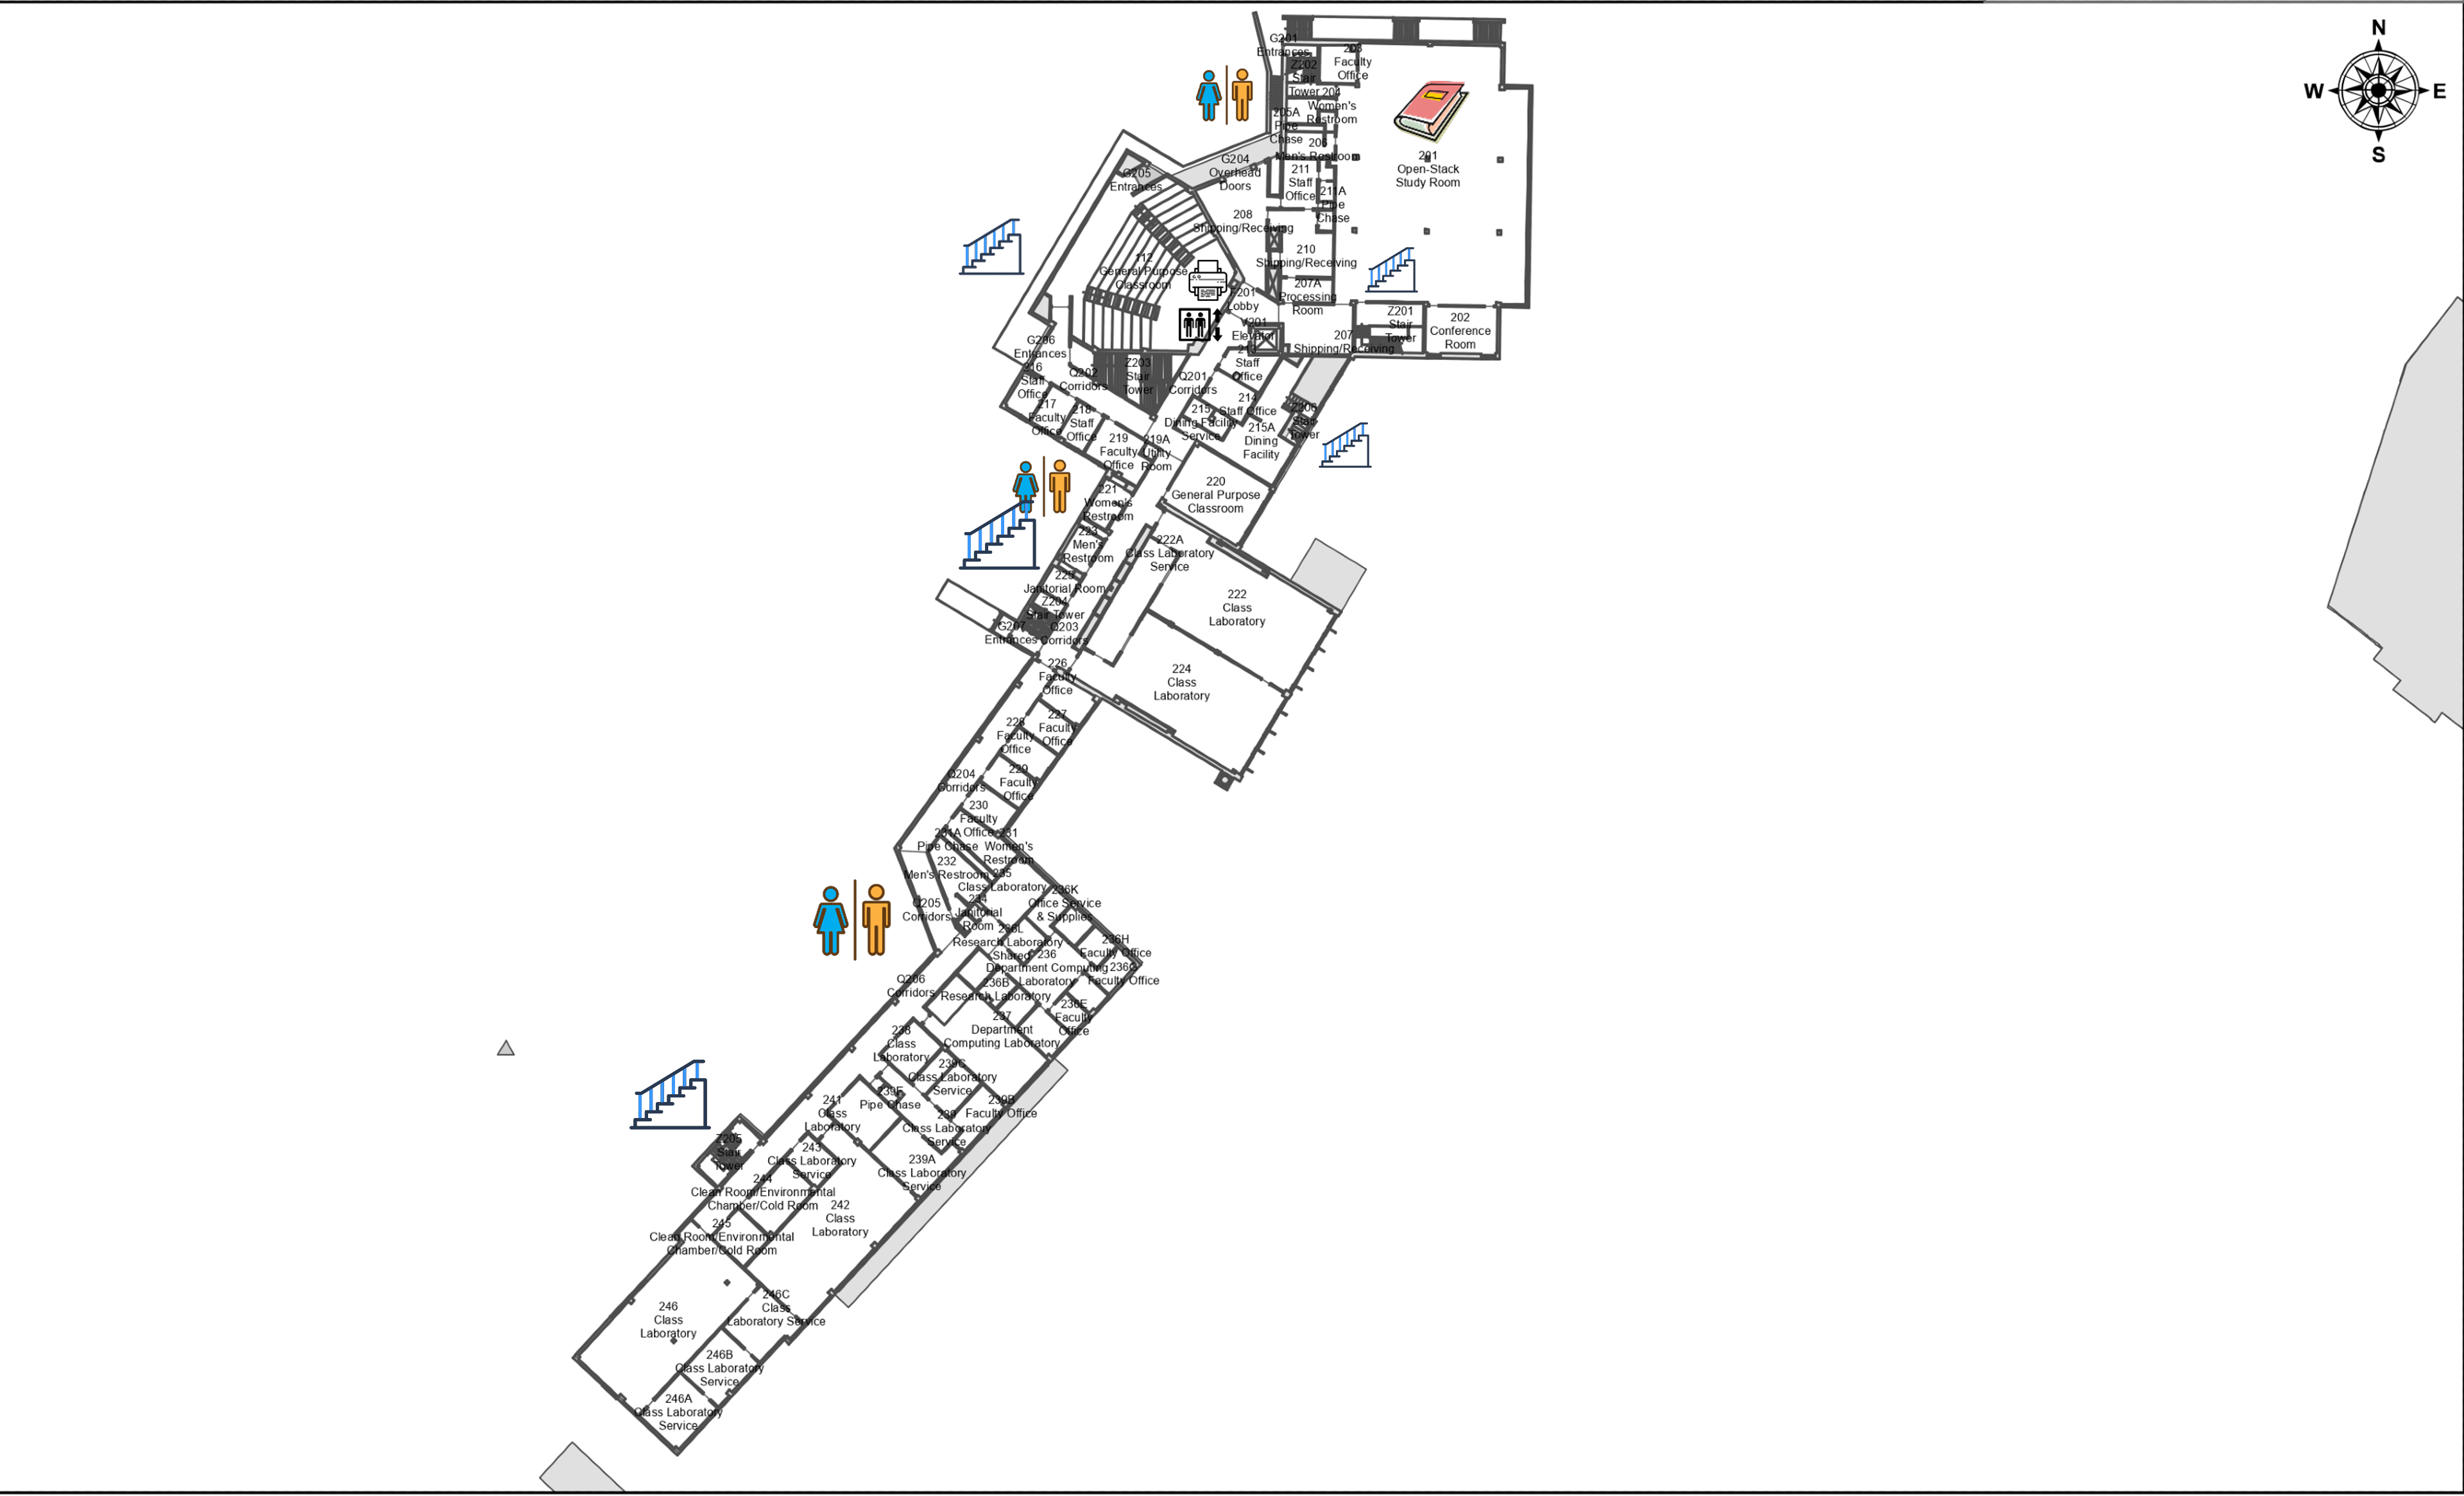 N
W
E
S
G201
Entrances
203
Faculty
Office
Z202
Stair
Tower
204
Women's
Restroom
205A
Pipe
Chase
206
Men's Restroom
201
Open-Stack
Study Room
G204
Overhead
Doors
G205
Entrances
211
Staff
Office
211A
Pipe
Chase
208
Shipping/Receiving
210
Shipping/Receiving
112
General Purpose
Classroom
207A
Processing
Room
F201
Lobby
V201
Elevator
207
Shipping/Receiving
Z201
Stair
Tower
202
Conference
Room
G206
Entrances
216
Staff
Office
Q202
Corridors
Z203
Stair
Tower
Q201
Corridors
213
Staff
Office
214
Staff Office
215
Dining Facility
Service
215A
Dining
Facility
Z206
Stair
Tower
217
Faculty
Office
218
Staff
Office
219
Faculty
Office
219A
Utility
Room
220
General Purpose
Classroom
221
Women's
Restroom
223
Men's
Restroom
222A
Class Laboratory
Service
225
Janitorial Room
Z204
Stair Tower
G207
Entrances
Q203
Corridors
222
Class
Laboratory
224
Class
Laboratory
226
Faculty
Office
227
Faculty
Office
228
Faculty
Office
229
Faculty
Office
Q204
Corridors
230
Faculty
Office
231A
Pipe Chase
231
Women's
Restroom
232
Men's Restroom
235
Class Laboratory
Q205
Corridors
234
Janitorial
Room
236K
Office Service
& Supplies
236L
Research Laboratory
Shared
236
Department Computing
Laboratory
236H
Faculty Office
236G
Faculty Office
236B
Research Laboratory
236E
Faculty
Office
Q206
Corridors
237
Department
Computing Laboratory
238
Class
Laboratory
239C
Class Laboratory
Service
239F
Pipe Chase
239B
Faculty Office
239
Class Laboratory
Service
239A
Class Laboratory
Service
241
Class
Laboratory
243
Class Laboratory
Service
Z205
Stair
Tower
244
Clean Room/Environmental
Chamber/Cold Room
242
Class
Laboratory
245
Clean Room/Environmental
Chamber/Cold Room
246
Class
Laboratory
246C
Class
Laboratory Service
246B
Class Laboratory
Service
246A
Class Laboratory
Service